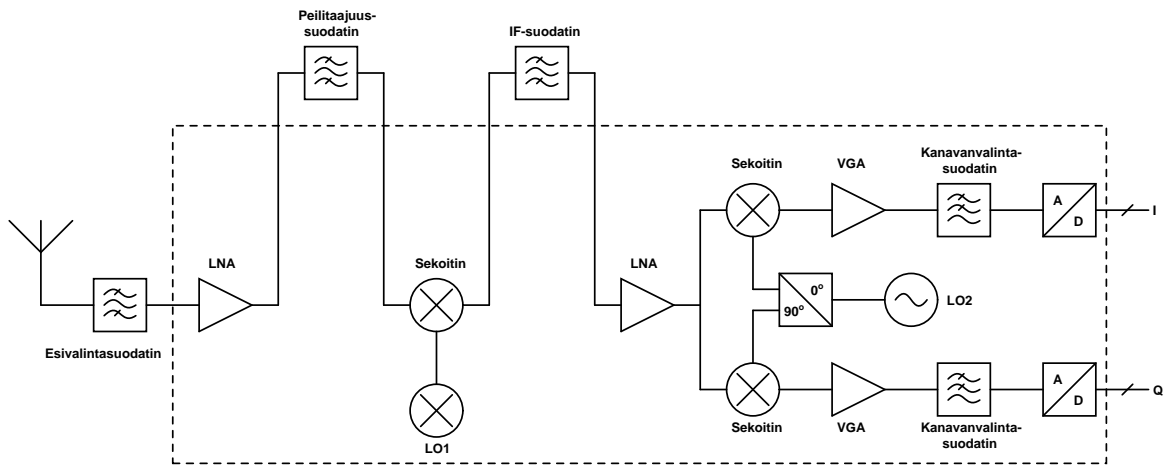 Peilitaajuus-
suodatin
IF-suodatin
Sekoitin
VGA
Kanavanvalinta-
suodatin
A
D
I
LNA
Sekoitin
LNA
0°
90°
LO2
Esivalintasuodatin
LO1
Sekoitin
VGA
Kanavanvalinta-
suodatin
A
D
Q